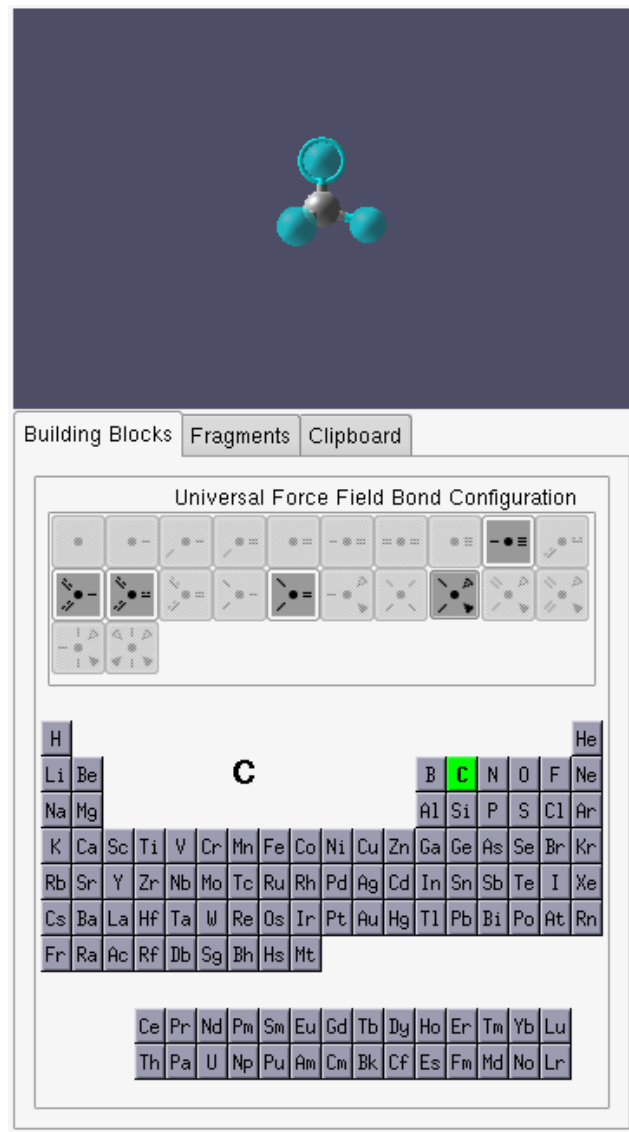 Building Blocks Fragments Clipboard
Universal Force Field Bond Configuration
H He
Li Be C B C N O F Ne
Na Mg Al Si P S Cl Ar
K Ca Sc Ti V Cr Mn Fe Co Ni Cu Zn Ga Ge As Se Br Kr
Rb Sr Y Zr Nb Mo Tc Ru Rh Pd Ag Cd In Sn Sb Te I Xe
Cs Ba La Hf Ta W Re Os Ir Pt Au Hg Tl Pb Bi Po At Rn
Fr Ra Ac Rf Db Sg Bh Hs Mt
Ce Pr Nd Pm Sm Eu Gd Tb Dy Ho Er Tm Yb Lu
Th Pa U Np Pu Am Cm Bk Cf Es Fm Md No Lr